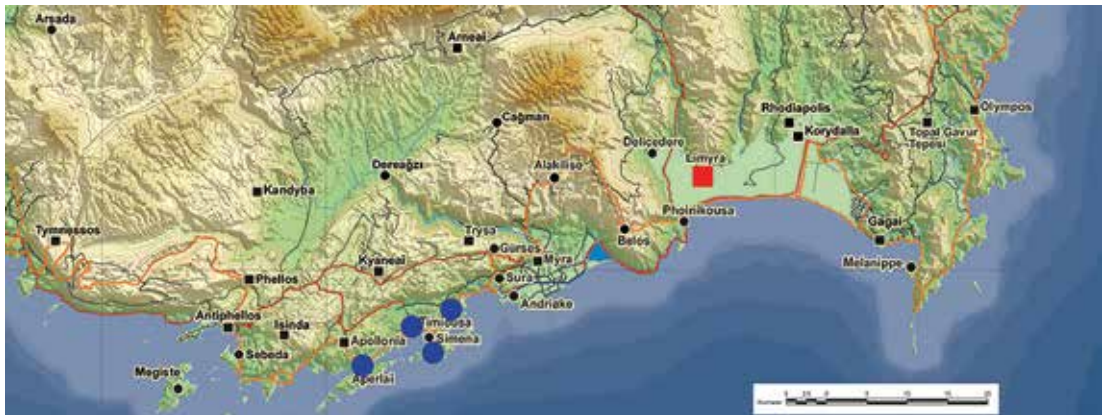 Arsada
Arneai
Çağman
Rhodiapolis
Korydalla
Olympos
Topal Gavur
Tepesi
Delicedere
Limyra
Alakilise
Dereağzı
Kandyba
Tymnessos
Trysa
Gürses
Myra
Belos
Phoinikousa
Gagai
Melanippe
Kyaneai
Phellos
Sura
Andriake
Antiphellos
Isinda
Timiousa
Simena
Apollonia
Sebeda
Aperlai
Megiste